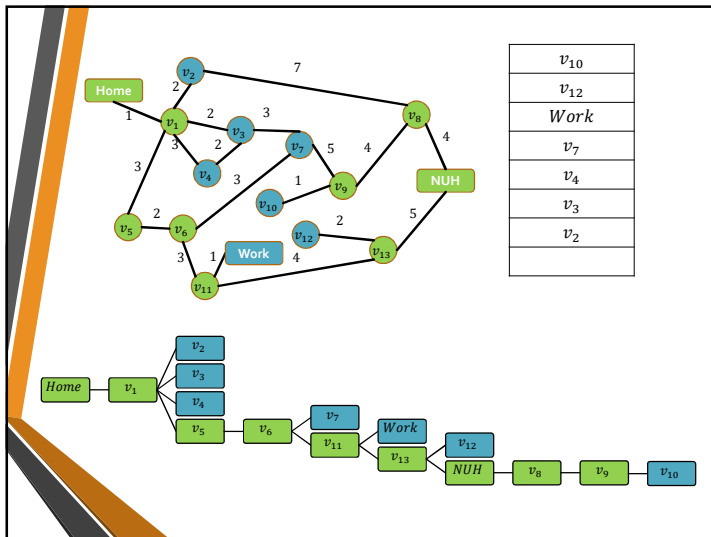 7
v₂
v₁₀
Home
2
v₁₂
1
v₁
2
3
v₈
Work
v₃
3
2
v₇
5
4
4
v₇
v₄
3
3
1
v₉
NUH
v₄
v₁₀
v₃
2
2
5
v₅
v₆
v₁₂
v₂
3
1
Work
4
v₁₃
v₁₁
v₂
Home
v₁
v₃
v₄
v₇
v₅
v₆
Work
v₁₁
v₁₂
v₁₃
NUH
v₈
v₉
v₁₀